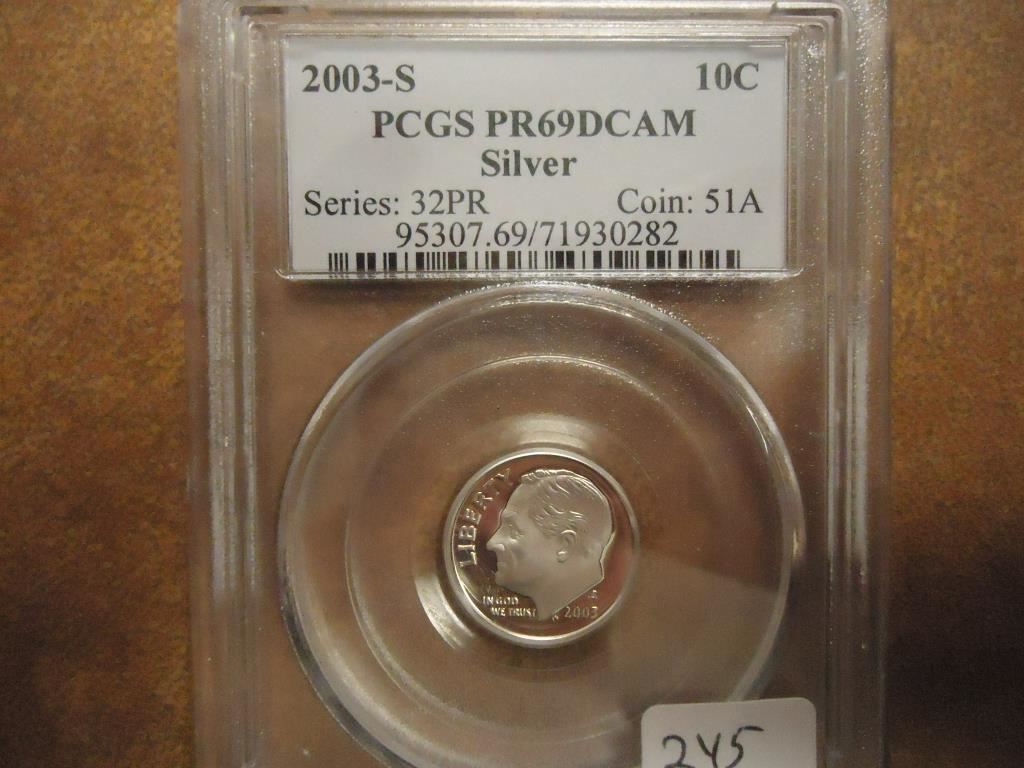 2003-S 10C
PCGS PR69DCAM
Silver
Series: 32PR Coin: 51A
95307.69/71930282
LIBERTY
IN GOD
WE TRUST
S
2003
245